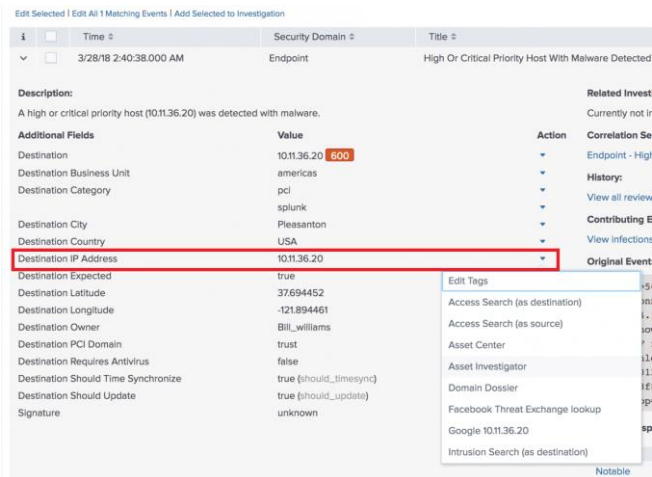 Edit Selected | Edit All 1 Matching Events | Add Selected to Investigation
i Time Security Domain Title
3/28/18 2:40:38.000 AM Endpoint High Or Critical Priority Host With Malware Detected
Description:
A high or critical priority host (10.11.36.20) was detected with malware.
Additional Fields Value Action
Destination 10.11.36.20 600
Destination Business Unit americas
Destination Category pci
splunk
Destination City Pleasanton
Destination Country USA
Destination IP Address 10.11.36.20
Destination Expected true
Destination Latitude 37.694452
Destination Longitude -121.894461
Destination Owner Bill_williams
Destination PCI Domain trust
Destination Requires Antivirus false
Destination Should Time Synchronize true (should_timesync)
Destination Should Update true (should_update)
Signature unknown
Related Invest
Currently not i
Correlation Se
Endpoint - High
History:
View all review
Contributing E
View infections
Original Event
Edit Tags
Access Search (as destination)
Access Search (as source)
Asset Center
Asset Investigator
Domain Dossier
Facebook Threat Exchange lookup
Google 10.11.36.20
Intrusion Search (as destination)
Notable